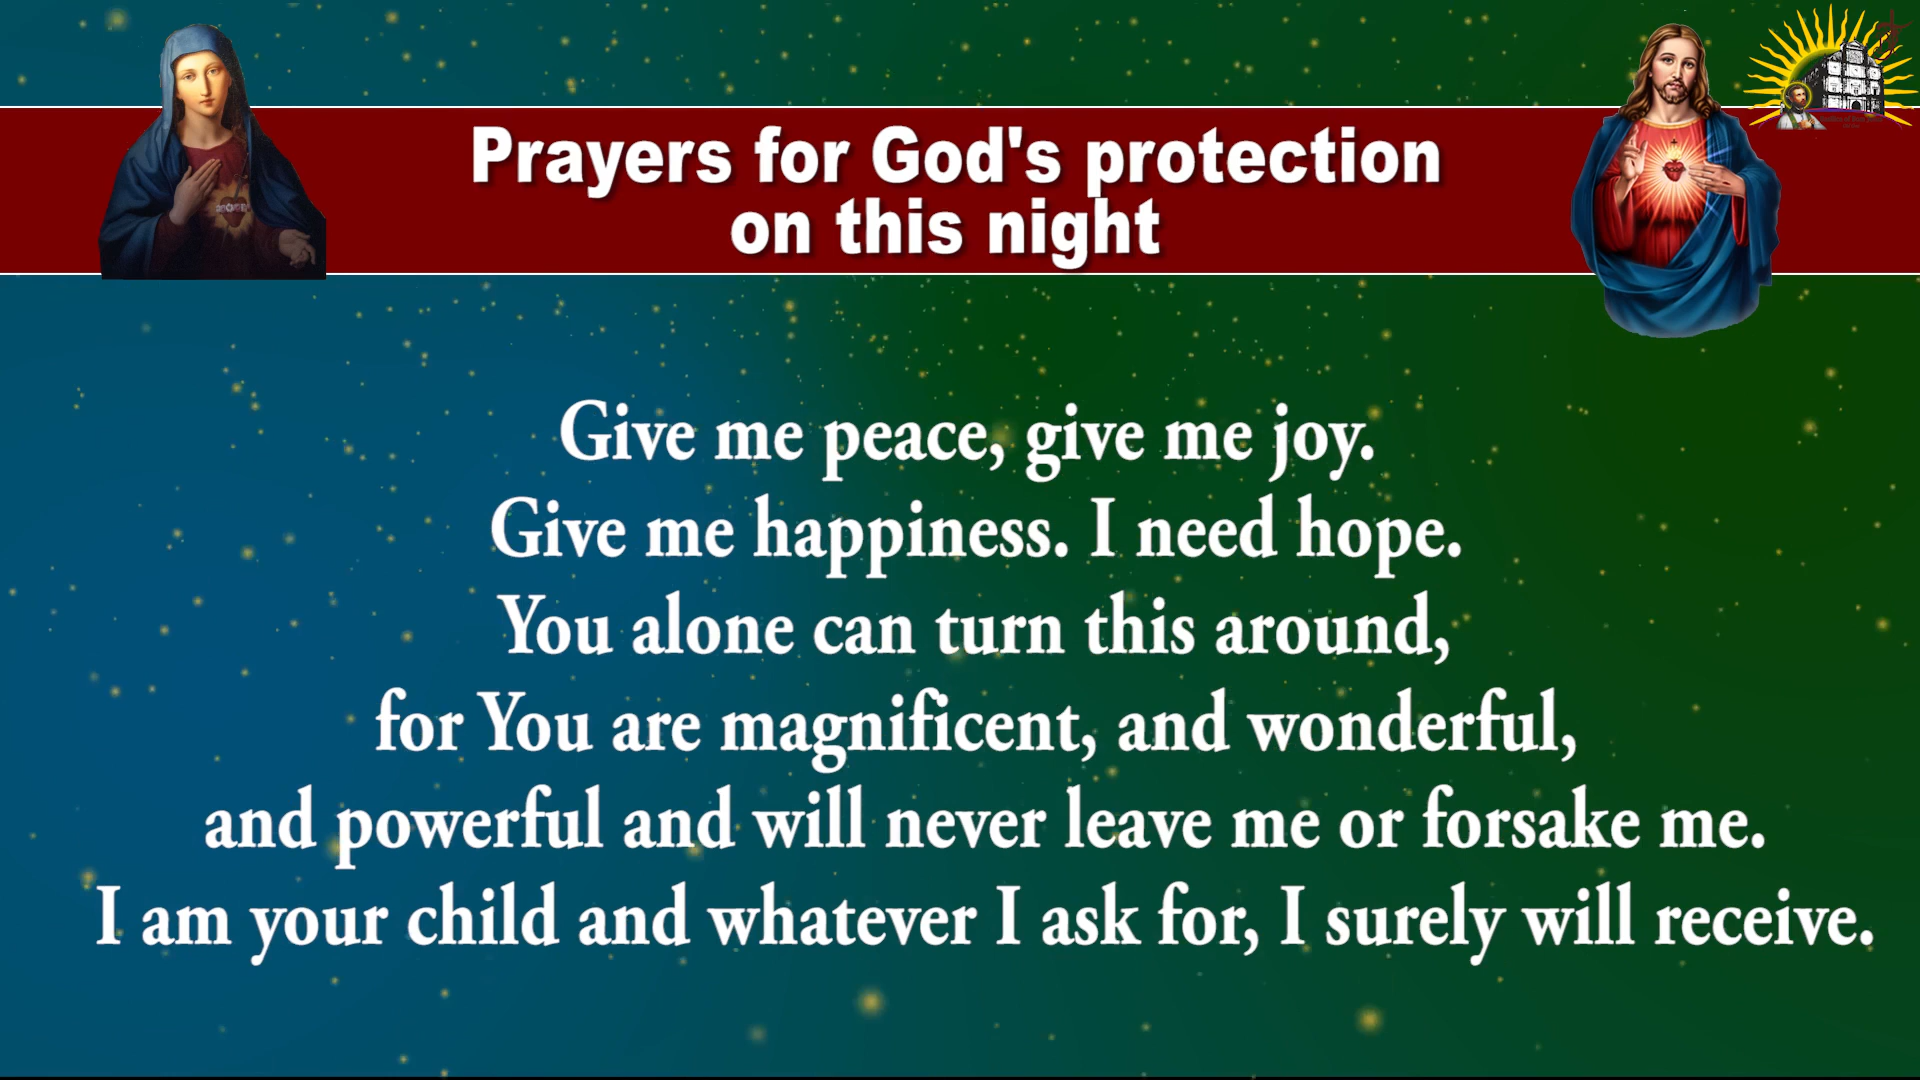 Prayers for God's protection
on this night
Give me peace, give me joy.
Give me happiness. I need hope.
You alone can turn this around,
for You are magnificent, and wonderful,
and powerful and will never leave me or forsake me.
I am your child and whatever I ask for, I surely will receive.